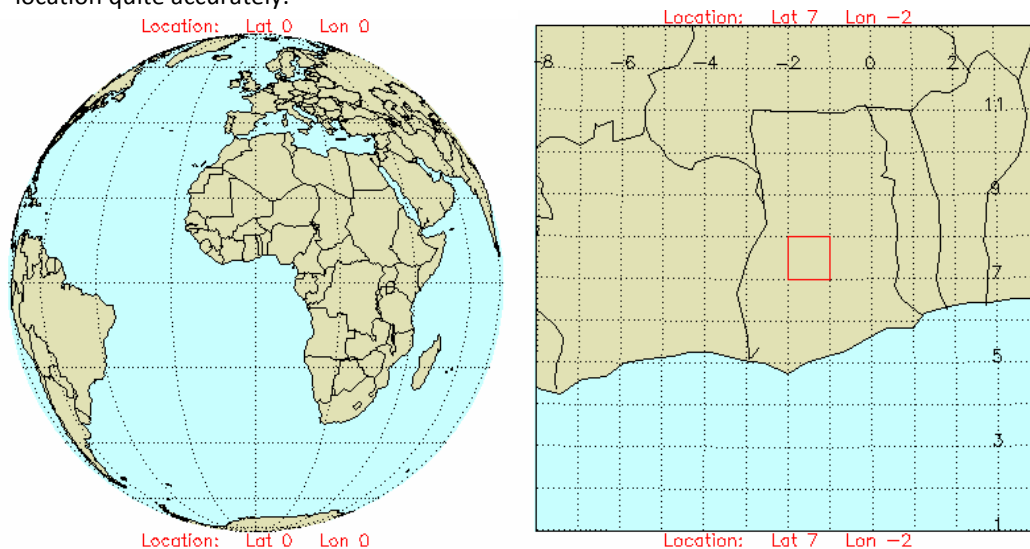 location quite accurately.
Location: Lat 0 Lon 0
Location: Lat 7 Lon -2
-8 -6 -4 -2 0 2
11
9
7
5
3
1
Location: Lat 0 Lon 0
Location: Lat 7 Lon -2